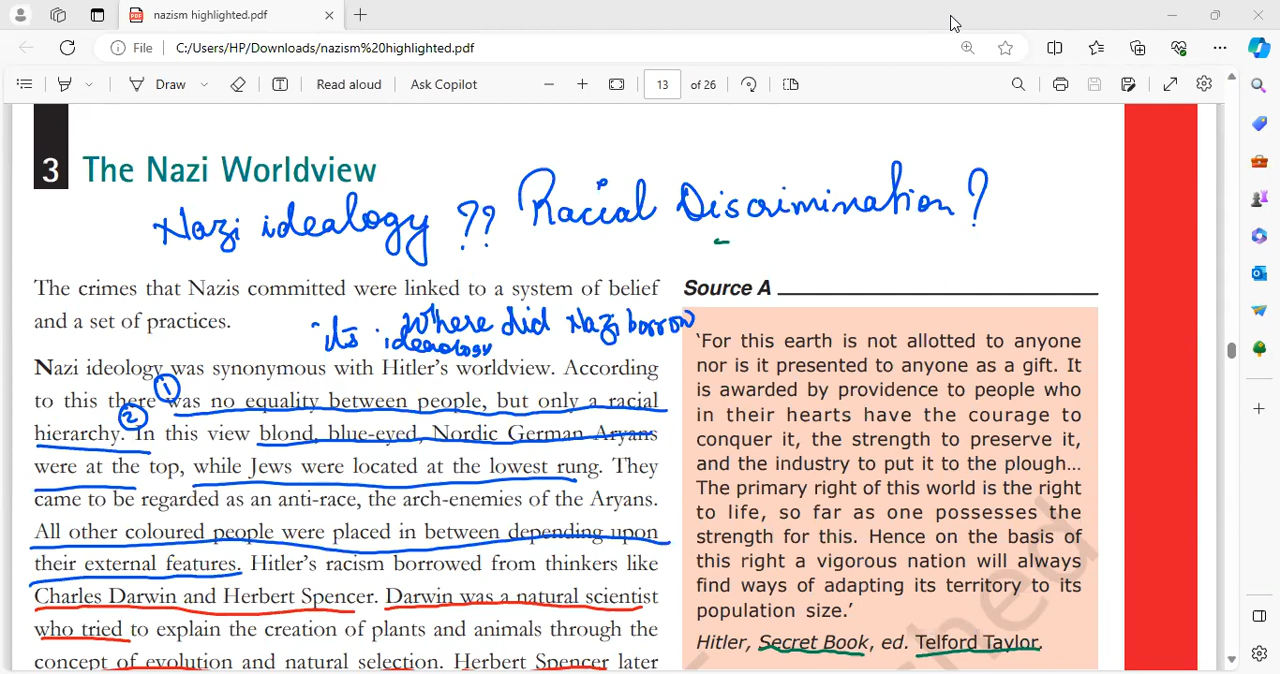 nazism highlighted.pdf
File
C:/Users/HP/Downloads/nazism%20highlighted.pdf
Draw
Read aloud
Ask Copilot
13
of 26
3 The Nazi Worldview
Nazi idealogy ?? Racial Discrimination?
The crimes that Nazis committed were linked to a system of belief
and a set of practices.
Where did Nazi borrow
its ideaology
Nazi ideology was synonymous with Hitler's worldview. According
1
to this there was no equality between people, but only a racial
2
hierarchy. In this view blond, blue-eyed, Nordic German Aryans
were at the top, while Jews were located at the lowest rung. They
came to be regarded as an anti-race, the arch-enemies of the Aryans.
All other coloured people were placed in between depending upon
their external features. Hitler's racism borrowed from thinkers like
Charles Darwin and Herbert Spencer. Darwin was a natural scientist
who tried to explain the creation of plants and animals through the
concept of evolution and natural selection. Herbert Spencer later
Source A
'For this earth is not allotted to anyone
nor is it presented to anyone as a gift. It
is awarded by providence to people who
in their hearts have the courage to
conquer it, the strength to preserve it,
and the industry to put it to the plough…
The primary right of this world is the right
to life, so far as one possesses the
strength for this. Hence on the basis of
this right a vigorous nation will always
find ways of adapting its territory to its
population size.'
Hitler, Secret Book, ed. Telford Taylor.